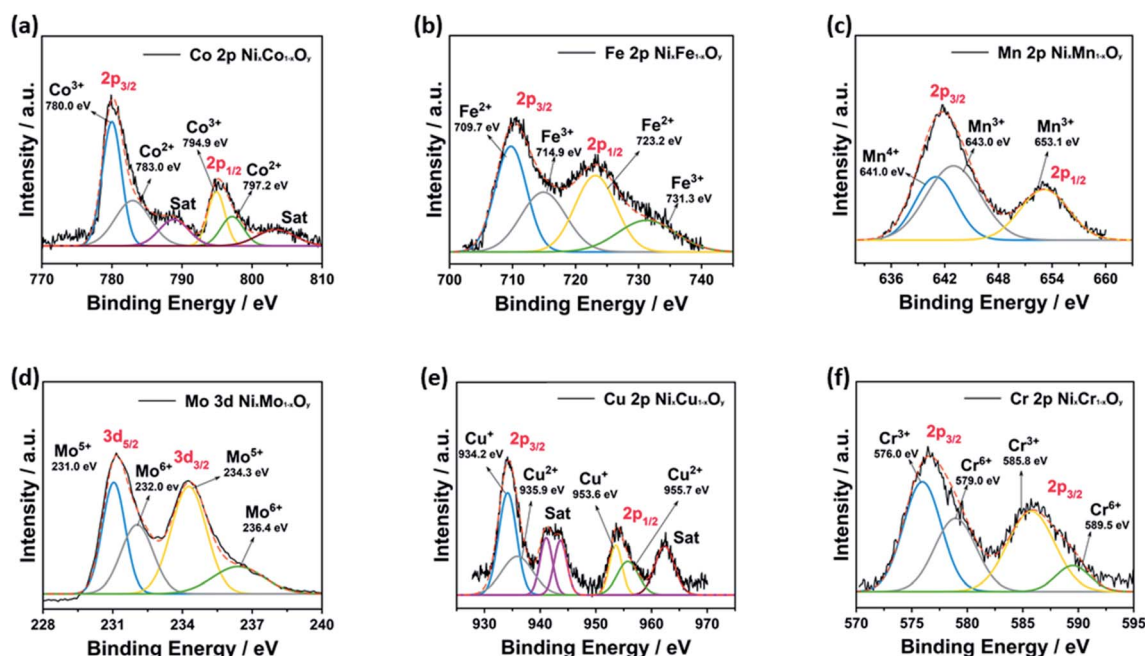 (a)
Co 2p NiₓCo₁₋ₓOᵧ
2p₃/₂
Co³⁺
780.0 eV
Co²⁺
783.0 eV
Sat
Co³⁺
794.9 eV
2p₁/₂
Co²⁺
797.2 eV
Sat
Intensity / a.u.
770 780 790 800 810
Binding Energy / eV
(b)
Fe 2p NiₓFe₁₋ₓOᵧ
Fe²⁺
709.7 eV
2p₃/₂
Fe³⁺
714.9 eV
2p₁/₂
Fe²⁺
723.2 eV
Fe³⁺
731.3 eV
Intensity / a.u.
700 710 720 730 740
Binding Energy / eV
(c)
Mn 2p NiₓMn₁₋ₓOᵧ
2p₃/₂
Mn⁴⁺
641.0 eV
Mn³⁺
643.0 eV
Mn³⁺
653.1 eV
2p₁/₂
Intensity / a.u.
636 642 648 654 660
Binding Energy / eV
(d)
Mo 3d NiₓMo₁₋ₓOᵧ
Mo⁵⁺
231.0 eV
3d₅/₂
Mo⁶⁺
232.0 eV
3d₃/₂
Mo⁵⁺
234.3 eV
Mo⁶⁺
236.4 eV
Intensity / a.u.
228 231 234 237 240
Binding Energy / eV
(e)
Cu 2p NiₓCu₁₋ₓOᵧ
Cu⁺
934.2 eV
2p₃/₂
Cu²⁺
935.9 eV
Sat
Cu⁺
953.6 eV
2p₁/₂
Cu²⁺
955.7 eV
Sat
Intensity / a.u.
930 940 950 960 970
Binding Energy / eV
(f)
Cr 2p NiₓCr₁₋ₓOᵧ
Cr³⁺
576.0 eV
2p₃/₂
Cr⁶⁺
579.0 eV
Cr³⁺
585.8 eV
2p₃/₂
Cr⁶⁺
589.5 eV
Intensity / a.u.
570 575 580 585 590 595
Binding Energy / eV